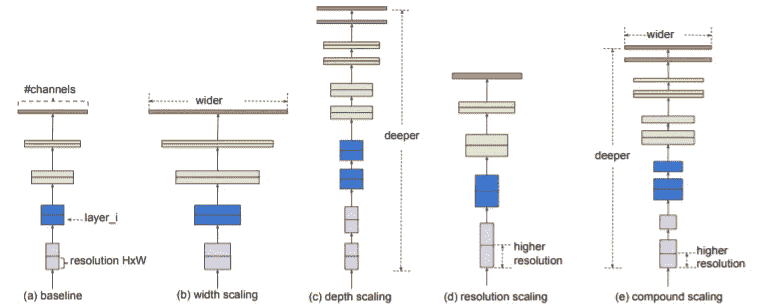 #channels
layer_i
resolution HxW
(a) baseline
wider
(b) width scaling
deeper
(c) depth scaling
higher
resolution
(d) resolution scaling
wider
deeper
higher
resolution
(e) compound scaling